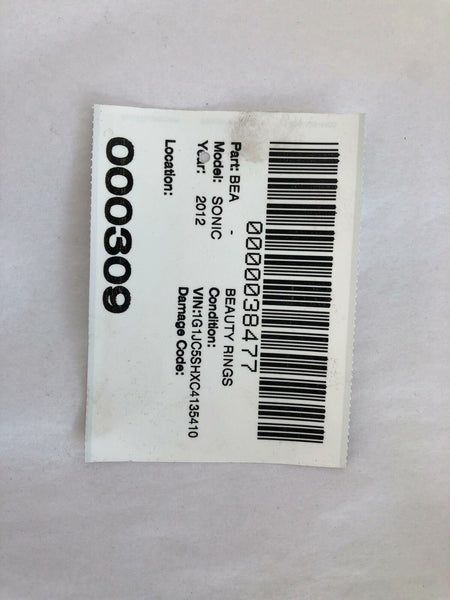 0000038477
Part: BEA - BEAUTY RINGS
Model: SONIC Condition:
Year: 2012 VIN:1G1JC5SHXC4135410
Damage Code:
Location:
000309